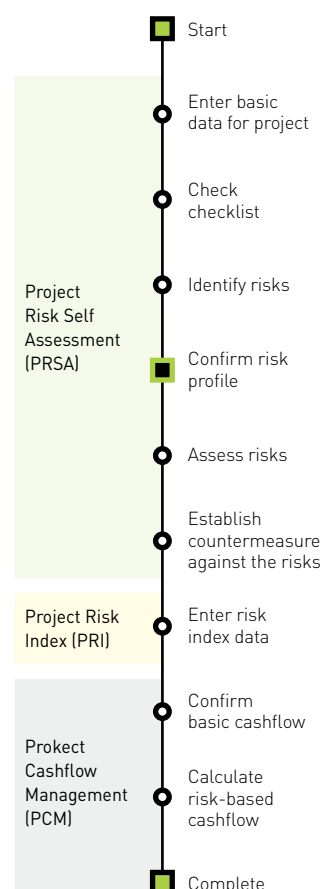 Start
Enter basic
data for project
Check
checklist
Identify risks
Project
Risk Self
Assessment
(PRSA)
Confirm risk
profile
Assess risks
Establish
countermeasure
against the risks
Project Risk
Index (PRI)
Enter risk
index data
Confirm
basic cashflow
Prokect
Cashflow
Management
(PCM)
Calculate
risk-based
cashflow
Complete